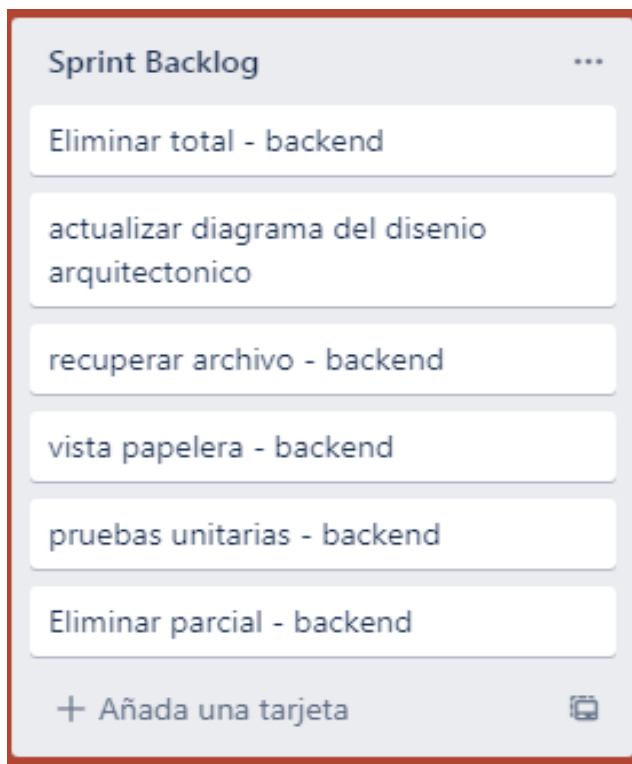 Sprint Backlog
Eliminar total - backend
actualizar diagrama del disenio
arquitectonico
recuperar archivo - backend
vista papelera - backend
pruebas unitarias - backend
Eliminar parcial - backend
+ Añada una tarjeta